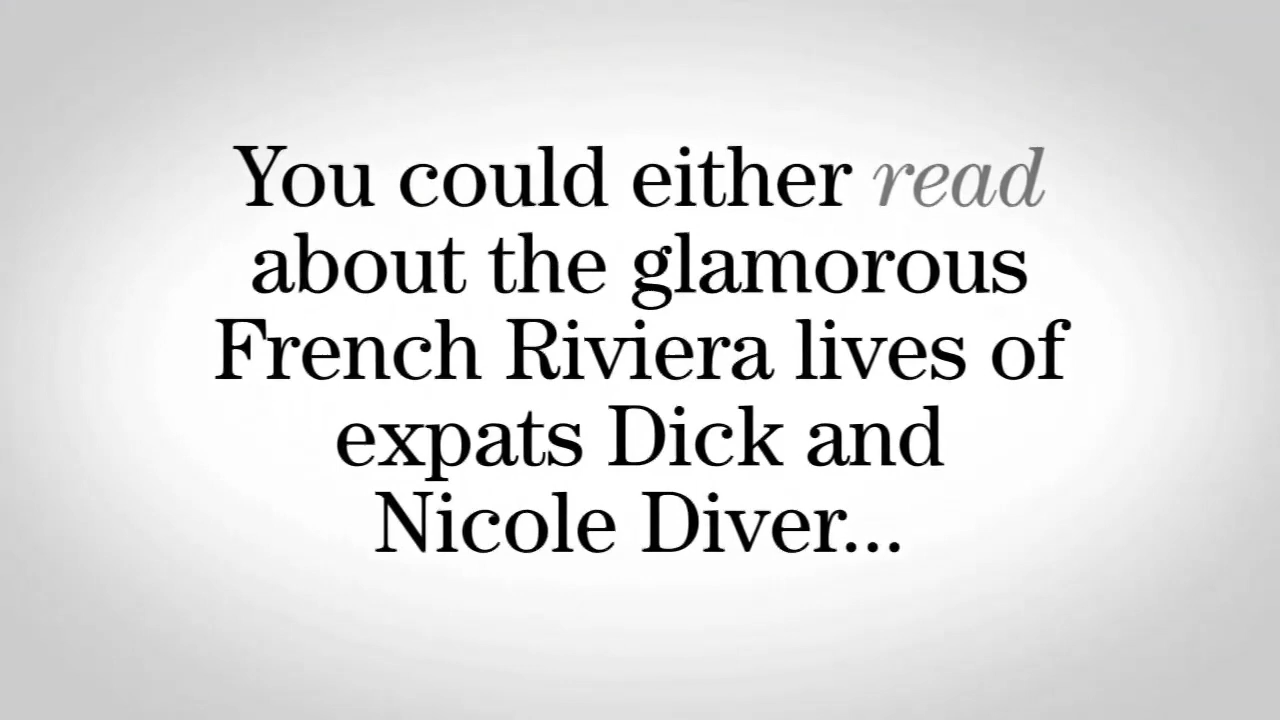 You could either read
about the glamorous
French Riviera lives of
expats Dick and
Nicole Diver...